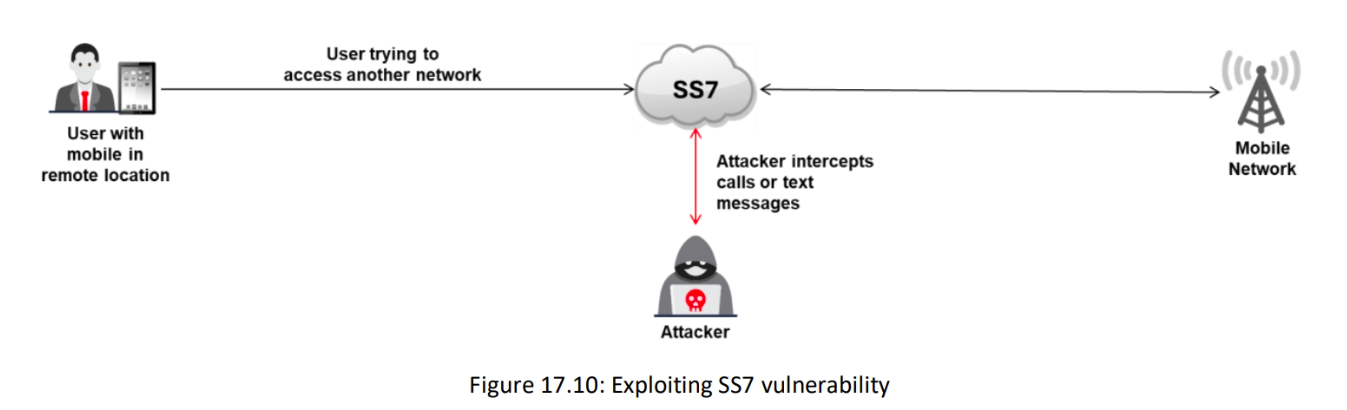 User trying to
access another network
SS7
User with
mobile in
remote location
Attacker intercepts
calls or text
messages
Mobile
Network
Attacker
Figure 17.10: Exploiting SS7 vulnerability